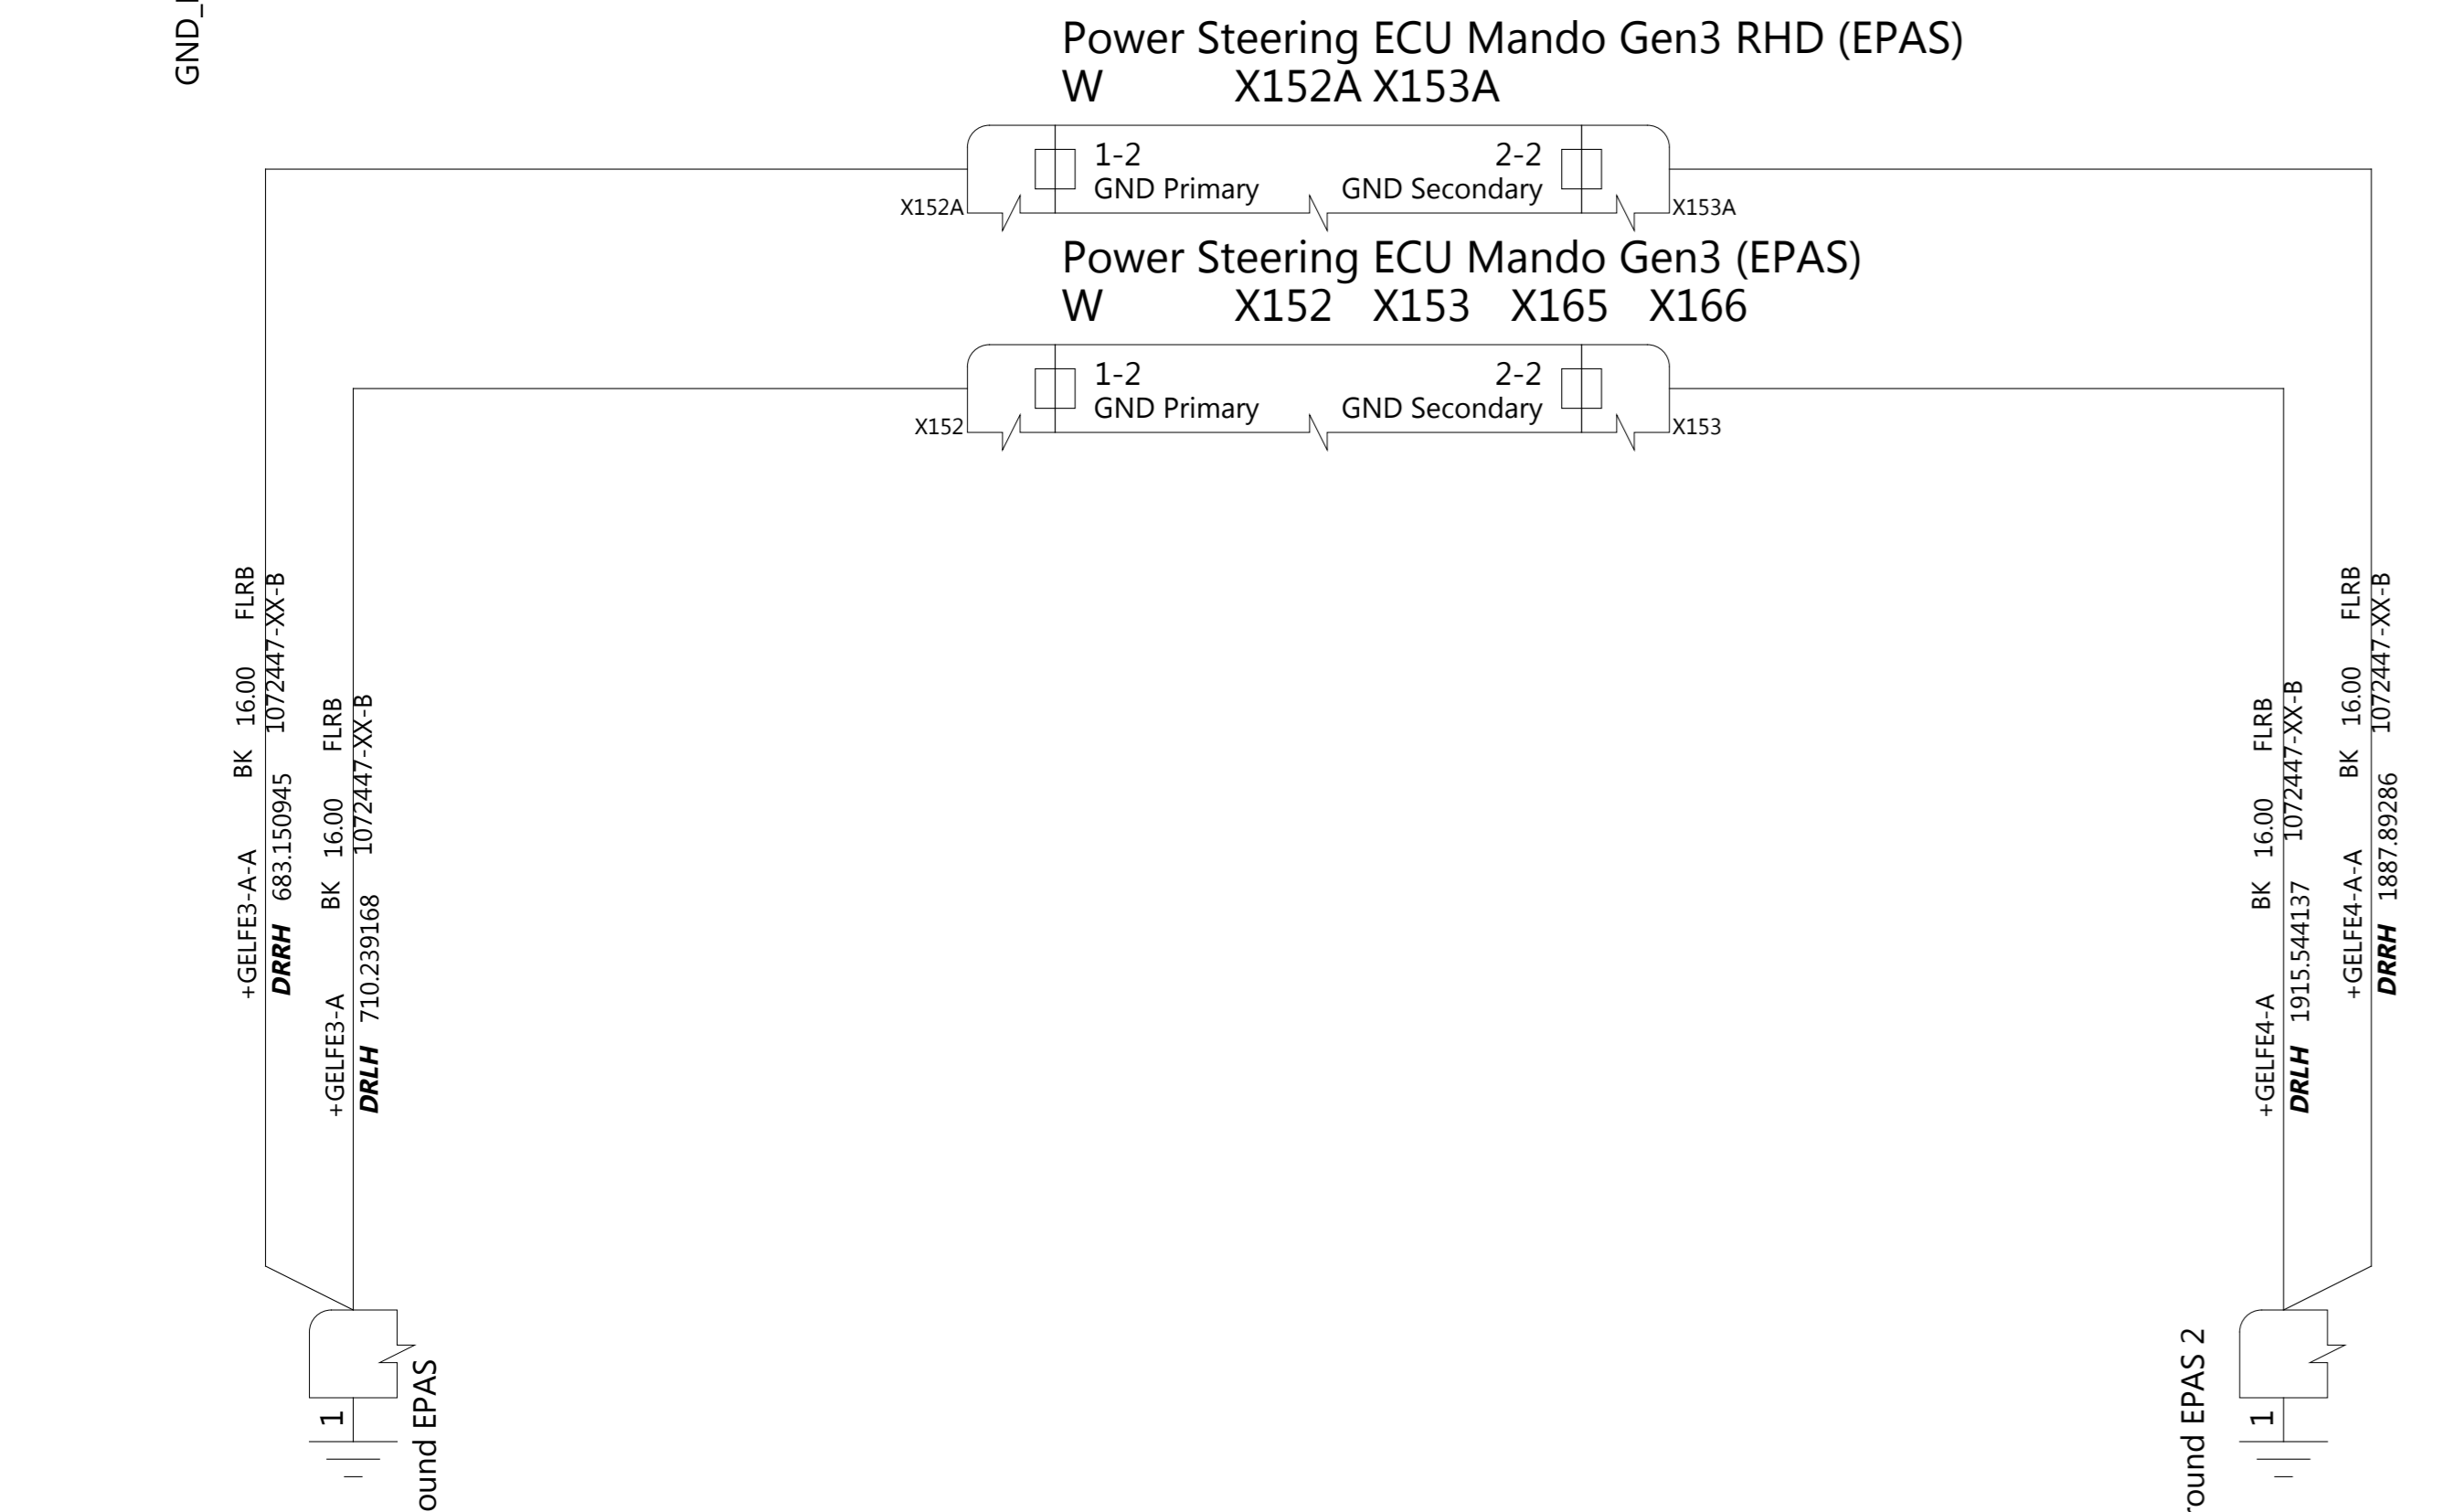 GND_
Power Steering ECU Mando Gen3 RHD (EPAS)
W X152A X153A
1-2
GND Primary
2-2
GND Secondary
X152A
X153A
Power Steering ECU Mando Gen3 (EPAS)
W X152 X153 X165 X166
1-2
GND Primary
2-2
GND Secondary
X152
X153
+GELFE3-A-A BK 16.00 FLRB
DRRH 683.150945 1072447-XX-B
+GELFE3-A BK 16.00 FLRB
DRLH 710.239168 1072447-XX-B
+GELFE4-A BK 16.00 FLRB
DRLH 1915.544137 1072447-XX-B
+GELFE4-A-A BK 16.00 FLRB
DRRH 1887.89286 1072447-XX-B
1
ound EPAS
round EPAS 2
1